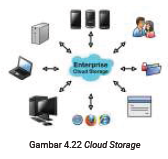 Enterprise
Cloud Storage
Gambar 4.22 Cloud Storage